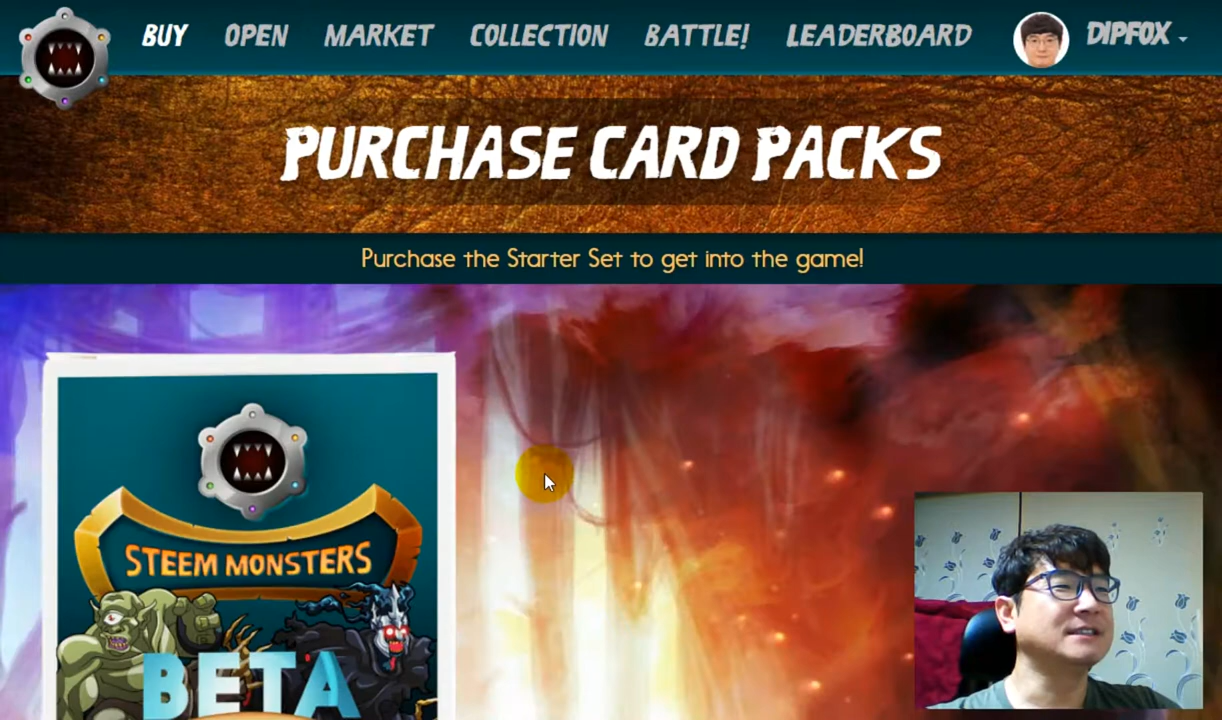 BUY OPEN MARKET COLLECTION BATTLE! LEADERBOARD DIPFOX
PURCHASE CARD PACKS
Purchase the Starter Set to get into the game!
STEEM MONSTERS
BETA